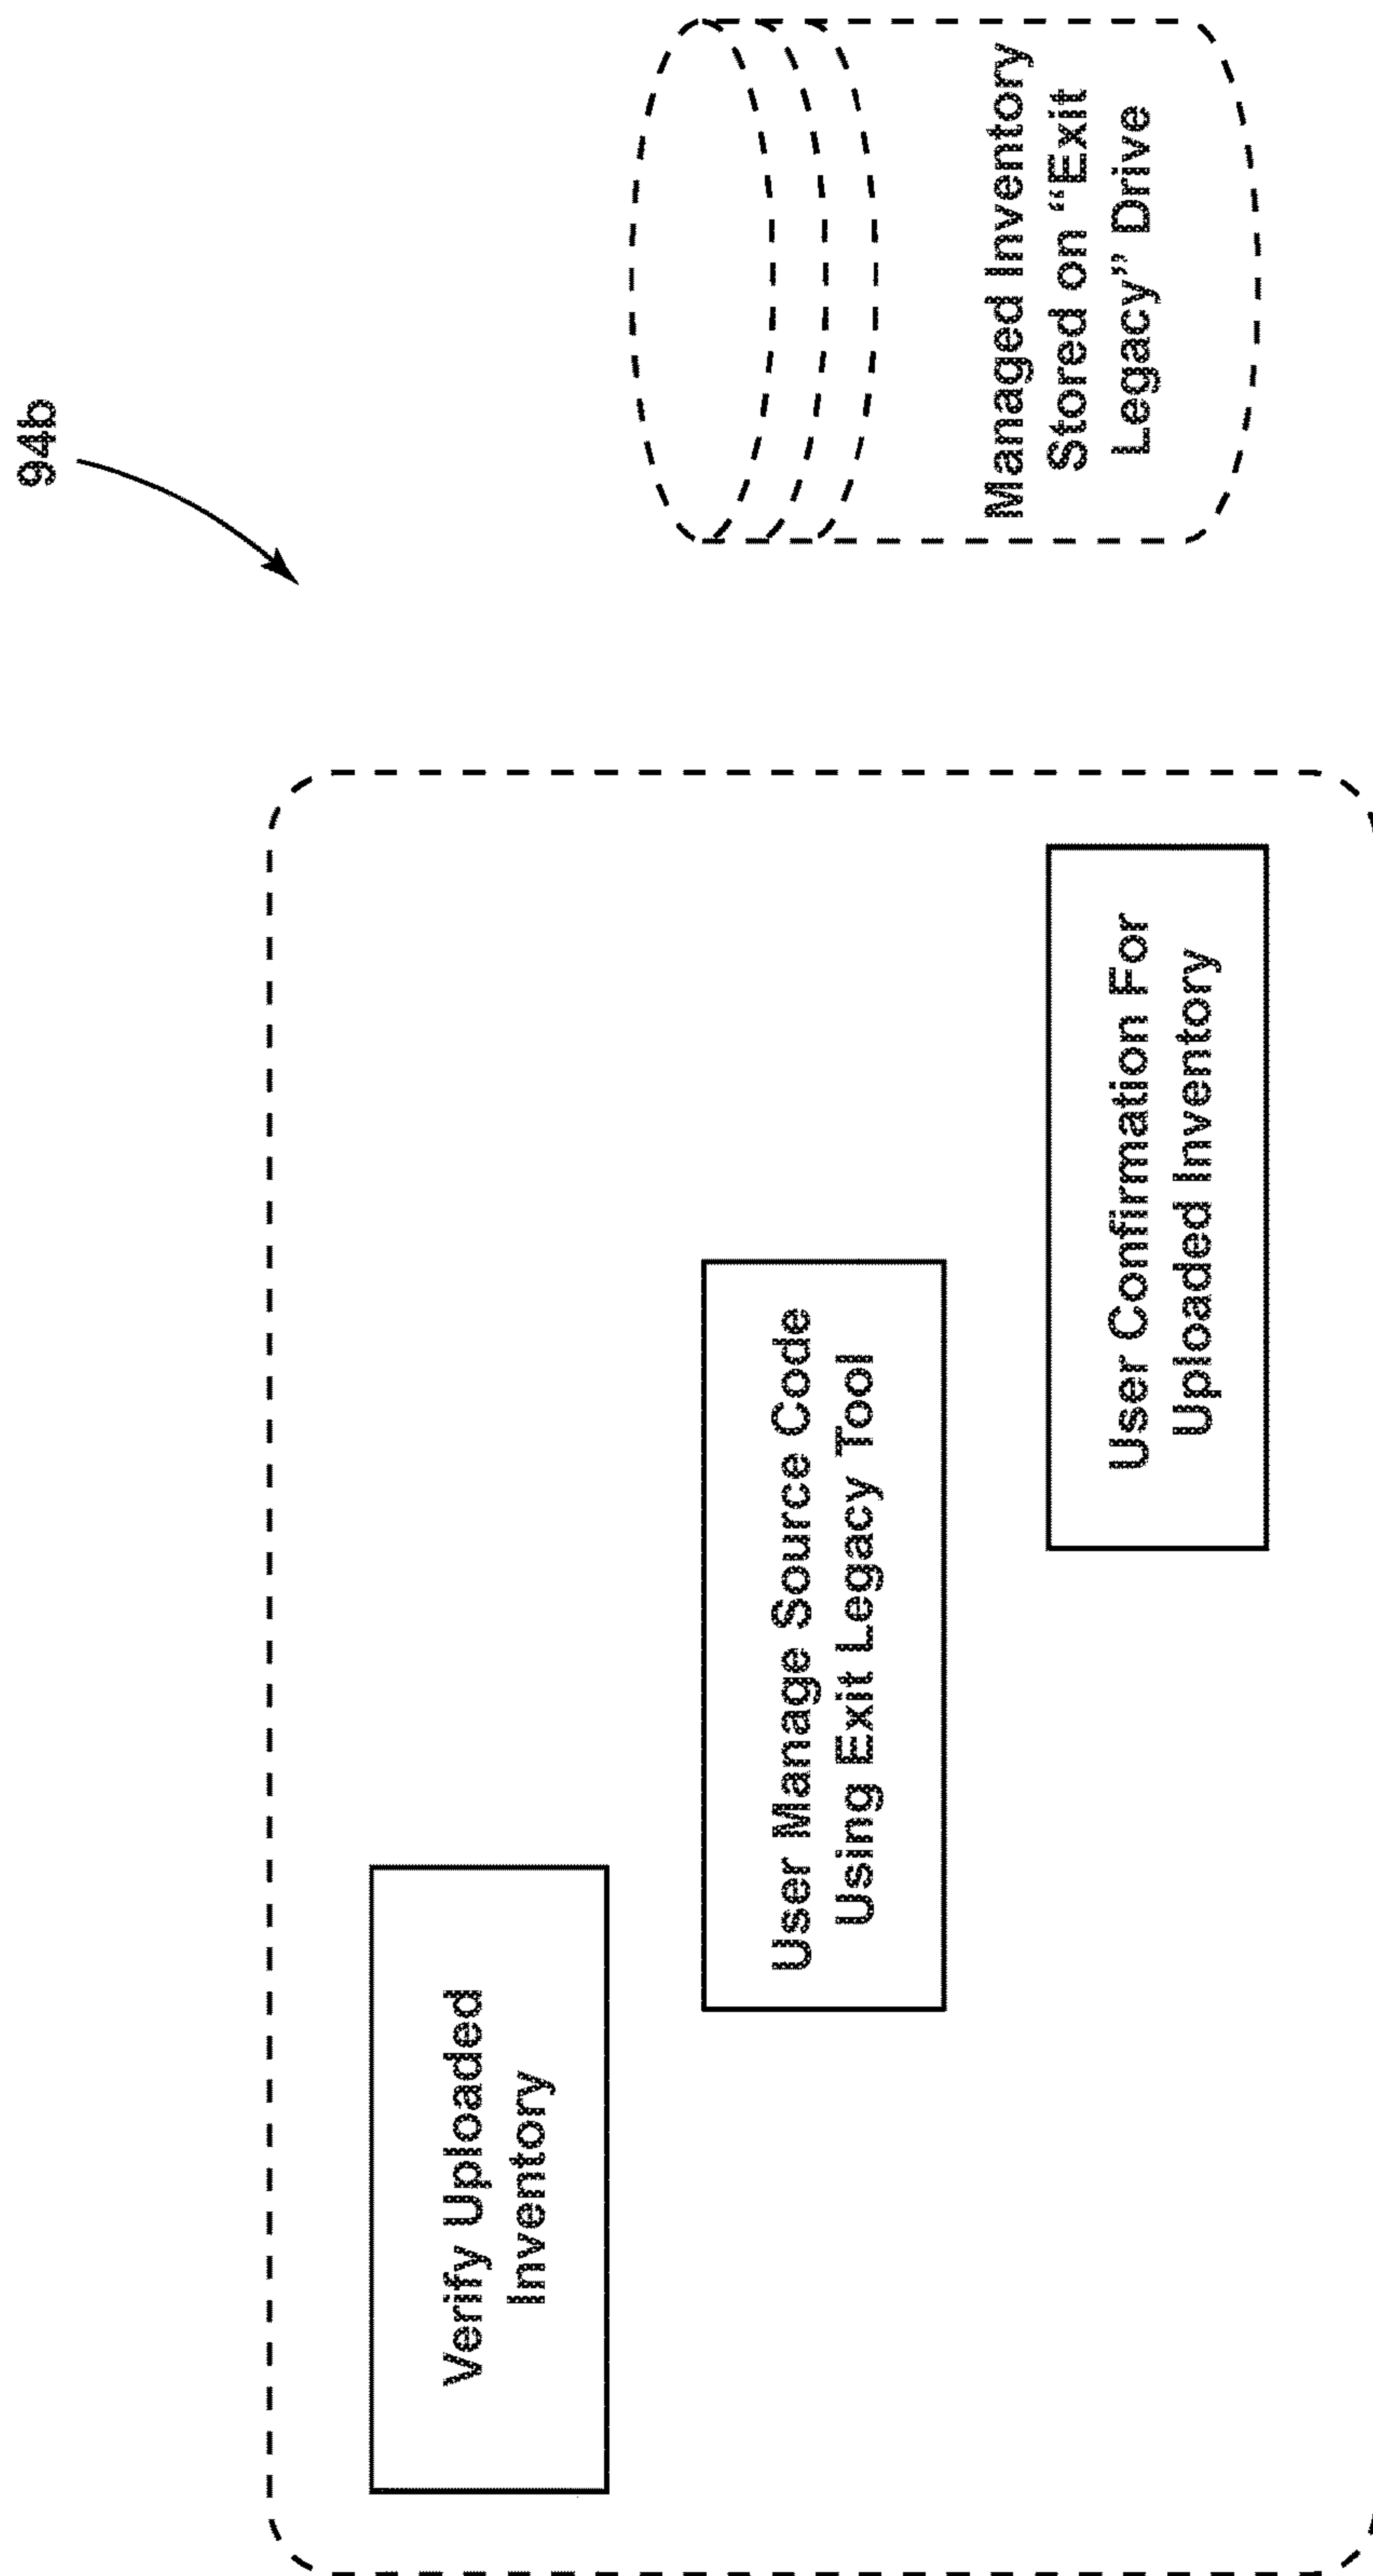 94b
Verify Uploaded
Inventory
User Manage Source Code
Using Exit Legacy Tool
User Confirmation For
Uploaded Inventory
Managed Inventory
Stored on “Exit
Legacy” Drive